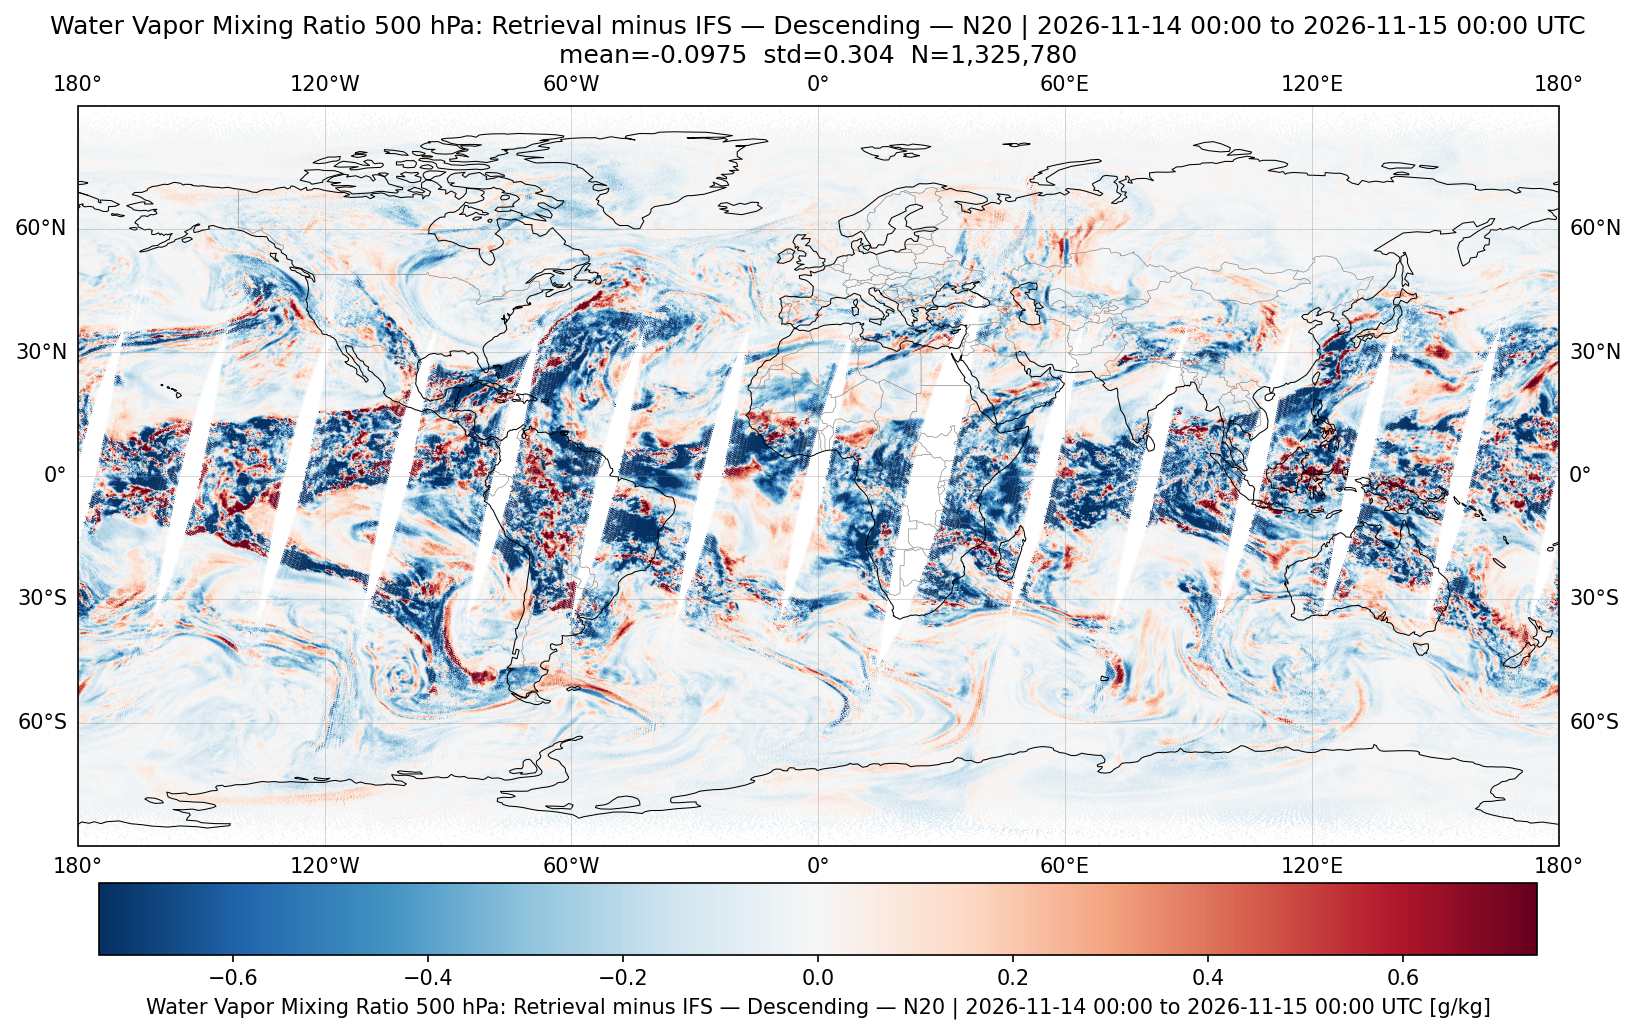 Water Vapor Mixing Ratio 500 hPa: Retrieval minus IFS — Descending — N20 | 2026-11-14 00:00 to 2026-11-15 00:00 UTC
mean=-0.0975  std=0.304  N=1,325,780
180° 120°W 60°W 0° 60°E 120°E 180°
60°N 60°N
30°N 30°N
0° 0°
30°S 30°S
60°S 60°S
180° 120°W 60°W 0° 60°E 120°E 180°
−0.6 −0.4 −0.2 0.0 0.2 0.4 0.6
Water Vapor Mixing Ratio 500 hPa: Retrieval minus IFS — Descending — N20 | 2026-11-14 00:00 to 2026-11-15 00:00 UTC [g/kg]